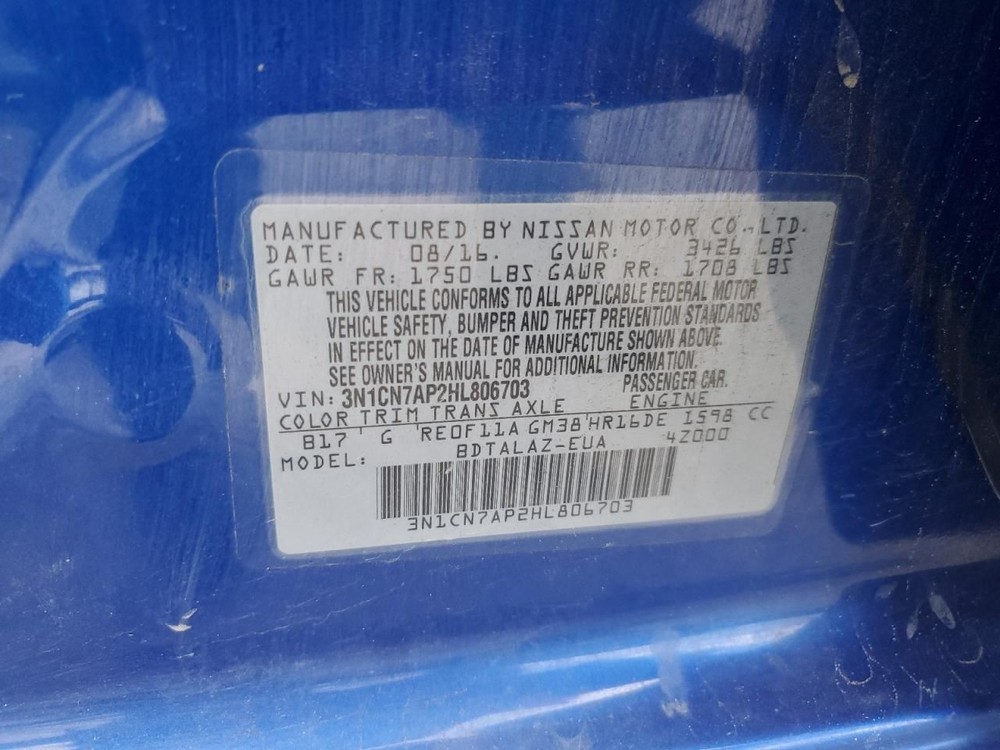 MANUFACTURED BY NISSAN MOTOR CO., LTD.
DATE: 08/16. GVWR: 3426 LBS
GAWR FR: 1750 LBS GAWR RR: 1708 LBS
THIS VEHICLE CONFORMS TO ALL APPLICABLE FEDERAL MOTOR
VEHICLE SAFETY, BUMPER AND THEFT PREVENTION STANDARDS
IN EFFECT ON THE DATE OF MANUFACTURE SHOWN ABOVE.
SEE OWNER'S MANUAL FOR ADDITIONAL INFORMATION.
VIN: 3N1CN7AP2HL806703 PASSENGER CAR.
COLOR TRIM TRANS AXLE ENGINE
B17 G RE0F11A GM38 HR16DE 1598 CC
MODEL: BDTALAZ-EUA 4Z000
3N1CN7AP2HL806703